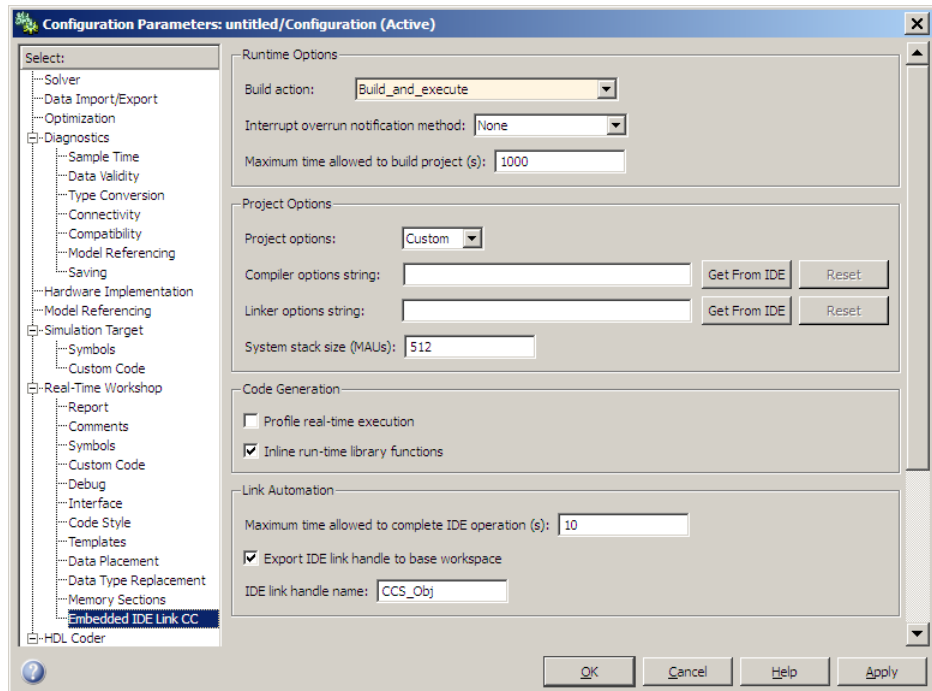 Configuration Parameters: untitled/Configuration (Active)
Select:
Solver
Data Import/Export
Optimization
Diagnostics
Sample Time
Data Validity
Type Conversion
Connectivity
Compatibility
Model Referencing
Saving
Hardware Implementation
Model Referencing
Simulation Target
Symbols
Custom Code
Real-Time Workshop
Report
Comments
Symbols
Custom Code
Debug
Interface
Code Style
Templates
Data Placement
Data Type Replacement
Memory Sections
Embedded IDE Link CC
HDL Coder
Runtime Options
Build action: Build_and_execute
Interrupt overrun notification method: None
Maximum time allowed to build project (s): 1000
Project Options
Project options: Custom
Compiler options string: Get From IDE Reset
Linker options string: Get From IDE Reset
System stack size (MAUs): 512
Code Generation
Profile real-time execution
Inline run-time library functions
Link Automation
Maximum time allowed to complete IDE operation (s): 10
Export IDE link handle to base workspace
IDE link handle name: CCS_Obj
? OK Cancel Help Apply